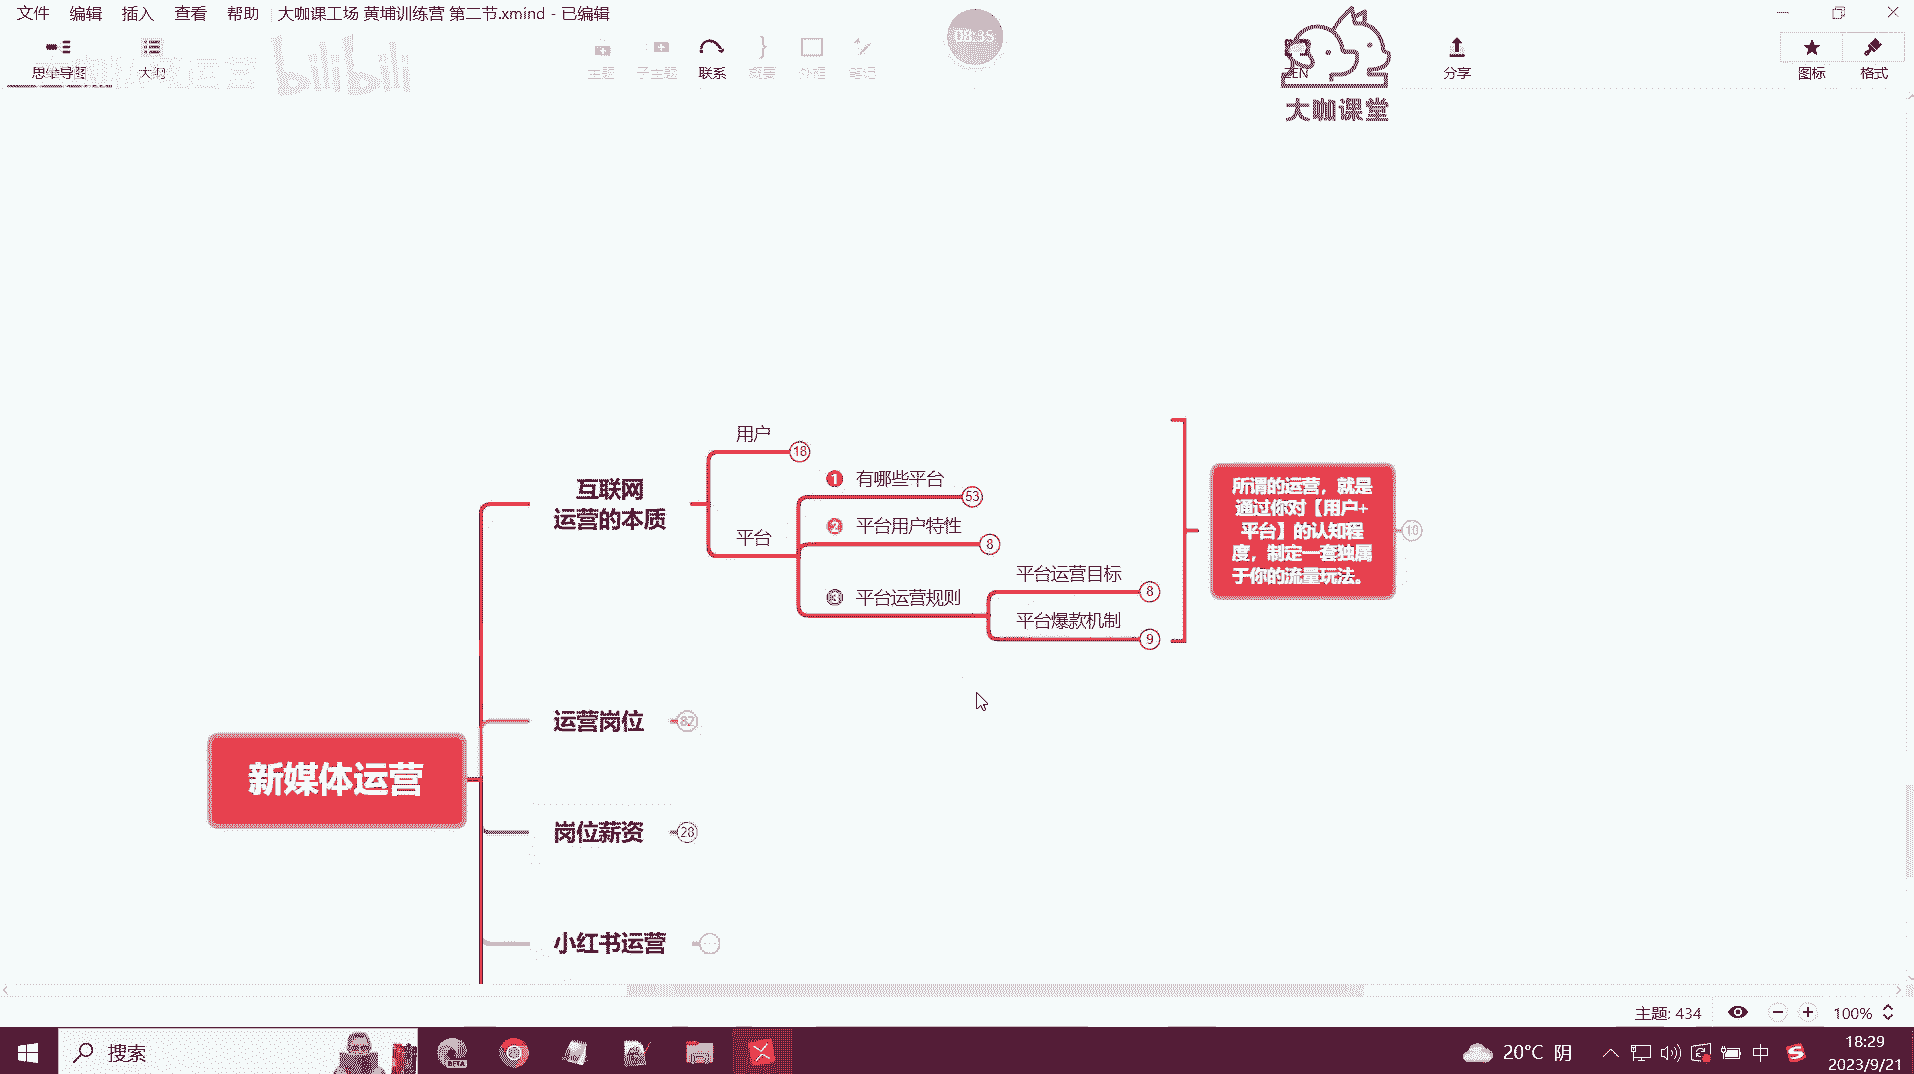 文件 编辑 插入 查看 帮助 大咖课工场 黄埔训练营 第二节.xmind - 已编辑
08:35
思维导图 大纲 主题 子主题 联系 概要 外框 笔记 ZEN 分享 图标 格式
bilibili
大咖课堂
用户 18
1 有哪些平台 53
互联网
运营的本质
2 平台用户特性 8
平台
平台运营目标 8
3 平台运营规则
平台爆款机制 9
所谓的运营，就是
通过你对【用户+
平台】的认知程
度，制定一套独属
于你的流量玩法。
10
运营岗位 82
新媒体运营
岗位薪资 28
小红书运营 ...
主题: 434 100%
搜索
BETA
20°C 阴
中
18:29
2023/9/21